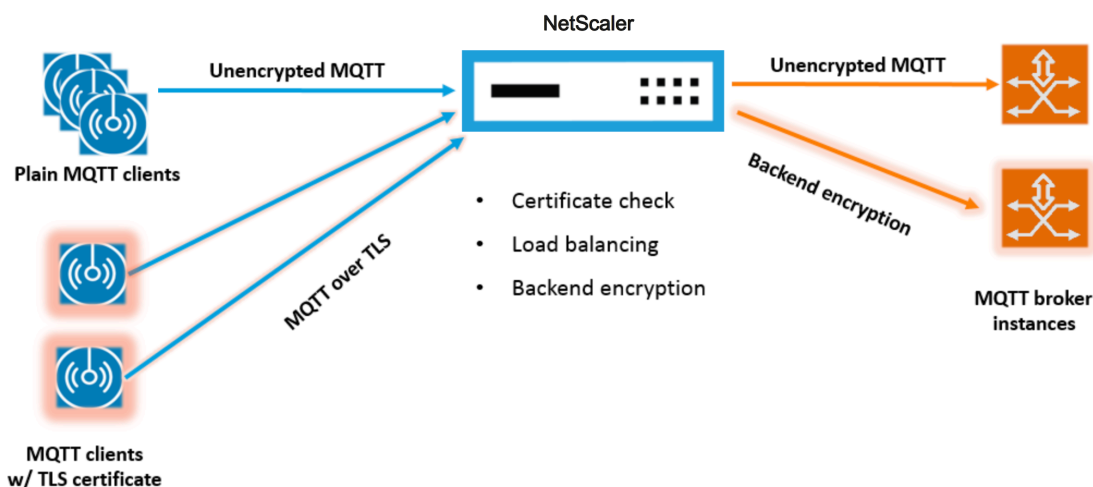 NetScaler
Unencrypted MQTT
Unencrypted MQTT
Plain MQTT clients
Backend encryption
MQTT over TLS
• Certificate check
• Load balancing
• Backend encryption
MQTT broker
instances
MQTT clients
w/ TLS certificate